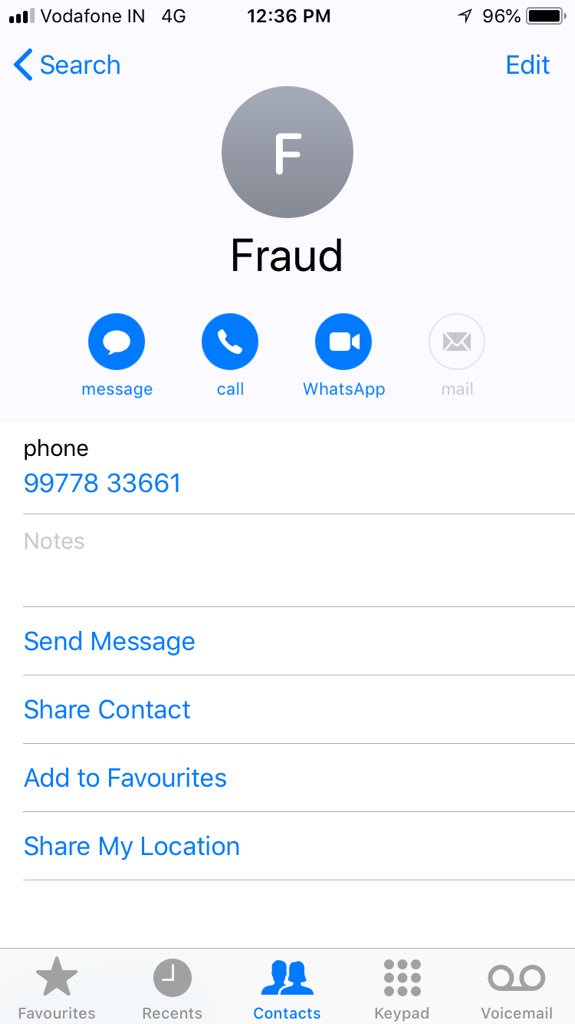 Vodafone IN 4G 12:36 PM 96%
Search Edit
F
Fraud
message call WhatsApp mail
phone
99778 33661
Notes
Send Message
Share Contact
Add to Favourites
Share My Location
Favourites Recents Contacts Keypad Voicemail